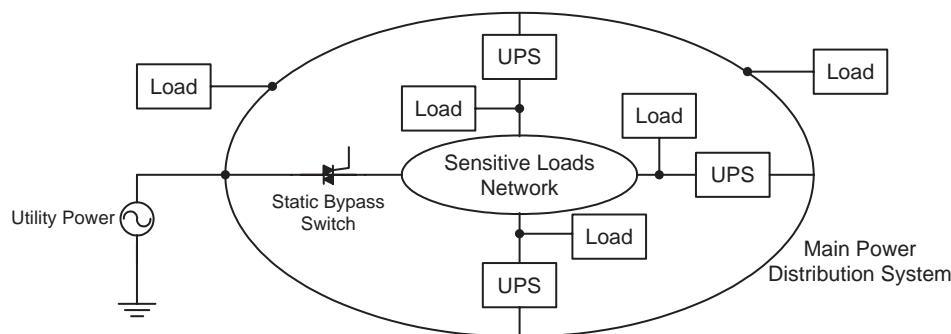 UPS
Load
Load
Load
Load
Sensitive Loads
Network
UPS
Static Bypass
Switch
Utility Power
Load
UPS
Main Power
Distribution System